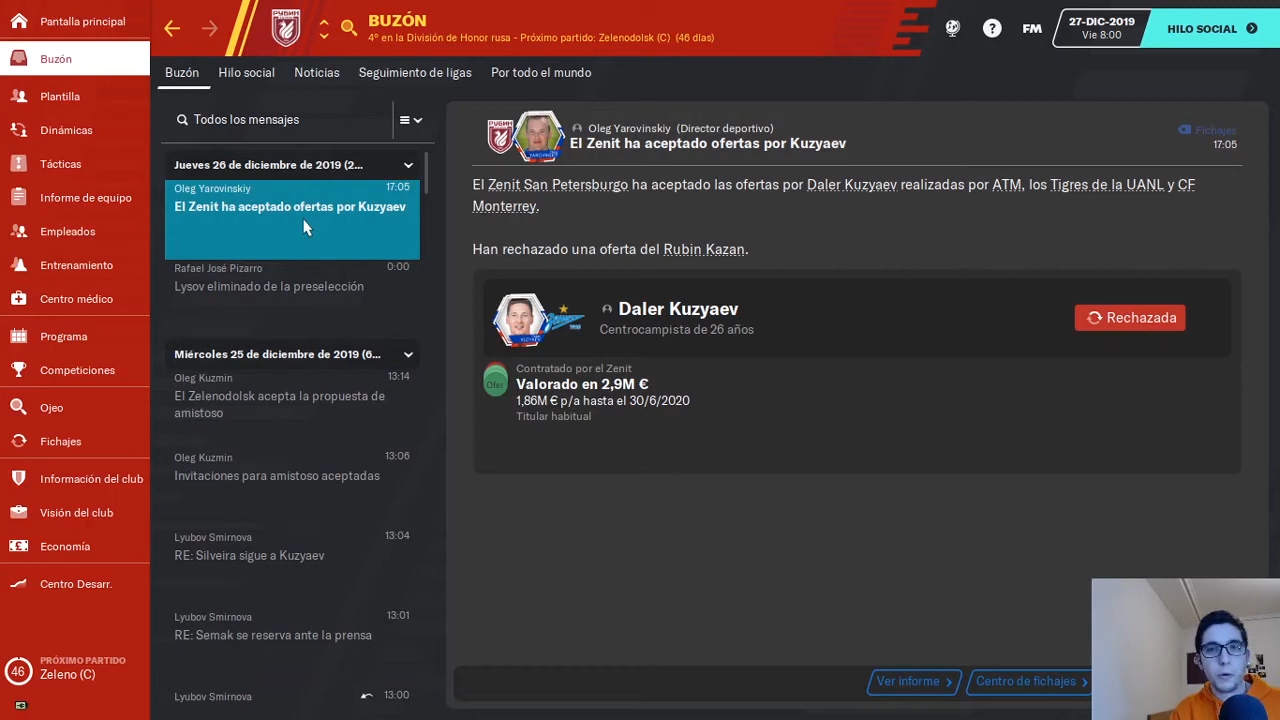 Pantalla principal
Buzón
Plantilla
Dinámicas
Tácticas
Informe de equipo
Empleados
Entrenamiento
Centro médico
Programa
Competiciones
Ojeo
Fichajes
Información del club
Visión del club
Economía
Centro Desarr.
46
PRÓXIMO PARTIDO
Zeleno (C)
BUZÓN
4º en la División de Honor rusa - Próximo partido: Zelenodolsk (C) (46 días)
FM
27-DIC-2019
Vie 8:00
HILO SOCIAL
Buzón
Hilo social
Noticias
Seguimiento de ligas
Por todo el mundo
Todos los mensajes
Jueves 26 de diciembre de 2019 (2...
Oleg Yarovinskiy 17:05
El Zenit ha aceptado ofertas por Kuzyaev
Rafael José Pizarro 0:00
Lysov eliminado de la preselección
Miércoles 25 de diciembre de 2019 (6...
Oleg Kuzmin 13:14
El Zelenodolsk acepta la propuesta de
amistoso
Oleg Kuzmin 13:06
Invitaciones para amistoso aceptadas
Lyubov Smirnova 13:04
RE: Silveira sigue a Kuzyaev
Lyubov Smirnova 13:01
RE: Semak se reserva ante la prensa
Lyubov Smirnova 13:00
Oleg Yarovinskiy (Director deportivo)
El Zenit ha aceptado ofertas por Kuzyaev
Fichajes
17:05
El Zenit San Petersburgo ha aceptado las ofertas por Daler Kuzyaev realizadas por ATM, los Tigres de la UANL y CF
Monterrey.
Han rechazado una oferta del Rubin Kazan.
Daler Kuzyaev
Centrocampista de 26 años
Rechazada
Ofer
Contratado por el Zenit
Valorado en 2,9M €
1,86M € p/a hasta el 30/6/2020
Titular habitual
Ver informe
Centro de fichajes